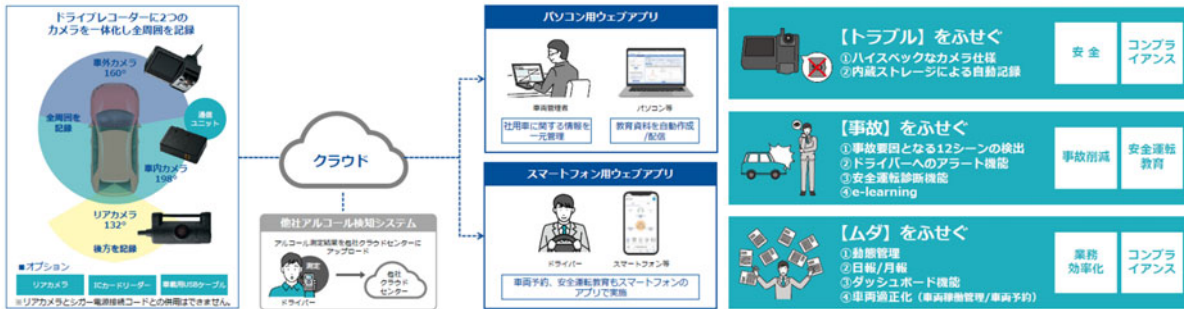 ドライブレコーダーに2つの
カメラを一体化し全周囲を記録
車外カメラ
160°
全周囲を
記録
通信
ユニット
車内カメラ
198°
リアカメラ
132°
後方を記録
■オプション
リアカメラ
ICカードリーダー
車載用USBケーブル
※リアカメラとシガー電源接続コードとの併用はできません。
クラウド
他社アルコール検知システム
アルコール測定結果を他社クラウドセンターに
アップロード
測定
ドライバー
他社
クラウド
センター
パソコン用ウェブアプリ
車両管理者
パソコン等
社用車に関する情報を
一元管理
教育資料を自動作成
/配信
スマートフォン用ウェブアプリ
ドライバー
スマートフォン等
車両予約、安全運転教育もスマートフォンの
アプリで実施
【トラブル】をふせぐ
①ハイスペックなカメラ仕様
②内蔵ストレージによる自動記録
安全
コンプラ
イアンス
【事故】をふせぐ
①事故要因となる12シーンの検出
②ドライバーへのアラート機能
③安全運転診断機能
④e-learning
事故削減
安全運転
教育
【ムダ】をふせぐ
①動態管理
②日報/月報
③ダッシュボード機能
④車両適正化（車両稼働管理/車両予約）
業務
効率化
コンプラ
イアンス